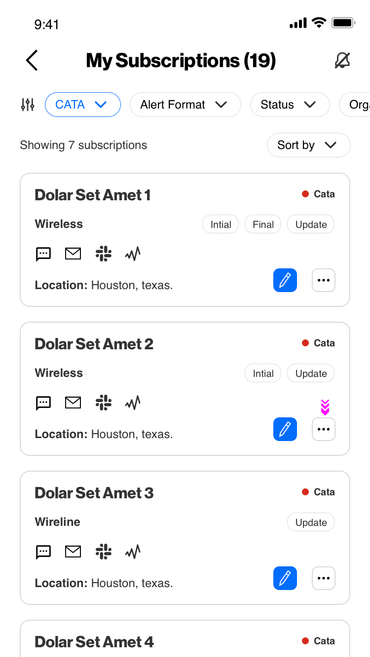 9:41
My Subscriptions (19)
CATA
Alert Format
Status
Org
Showing 7 subscriptions
Sort by
Dolar Set Amet 1
Cata
Wireless
Intial
Final
Update
Location: Houston, texas.
Dolar Set Amet 2
Cata
Wireless
Intial
Update
Location: Houston, texas.
Dolar Set Amet 3
Cata
Wireline
Update
Location: Houston, texas.
Dolar Set Amet 4
Cata